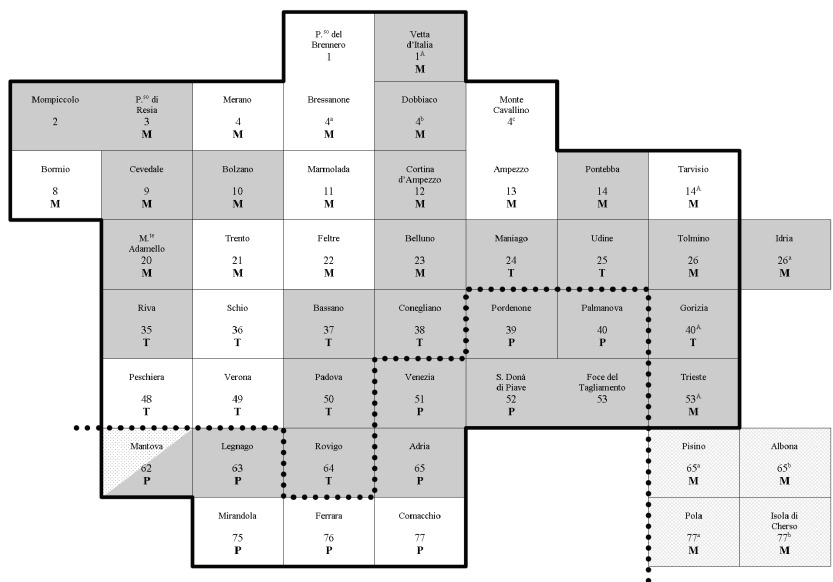 P.so del Brennero
1
Vetta d'Italia
1A
M
Mompiccolo
2
P.so di Resia
3
M
Merano
4
M
Bressanone
4a
M
Dobbiaco
4b
M
Monte Cavallino
4c
Bormio
8
M
Cevedale
9
M
Bolzano
10
M
Marmolada
11
M
Cortina d'Ampezzo
12
M
Ampezzo
13
M
Pontebba
14
M
Tarvisio
14A
M
M.te Adamello
20
M
Trento
21
M
Feltre
22
M
Belluno
23
M
Maniago
24
T
Udine
25
T
Tolmino
26
M
Idria
26a
M
Riva
35
T
Schio
36
T
Bassano
37
T
Conegliano
38
T
Pordenone
39
P
Palmanova
40
P
Gorizia
40A
T
Peschiera
48
T
Verona
49
T
Padova
50
T
Venezia
51
P
S. Donà di Piave
52
P
Foce del Tagliamento
53
Trieste
53A
M
Mantova
62
P
Legnago
63
P
Rovigo
64
T
Adria
65
P
Pisino
65a
M
Albona
65b
M
Mirandola
75
P
Ferrara
76
P
Comacchio
77
P
Pola
77a
M
Isola di Cherso
77b
M